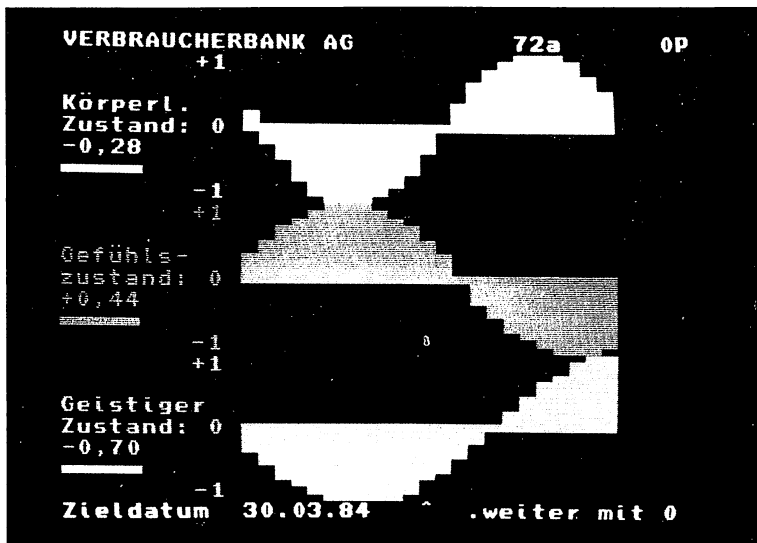 VERBRAUCHERBANK AG 72a 0P
+1
Körperl.
Zustand: 0
-0,28
-1
+1
Gefühls-
zustand: 0
+0,44
-1
+1
Geistiger
Zustand: 0
-0,70
-1
Zieldatum 30.03.84 ^ .weiter mit 0